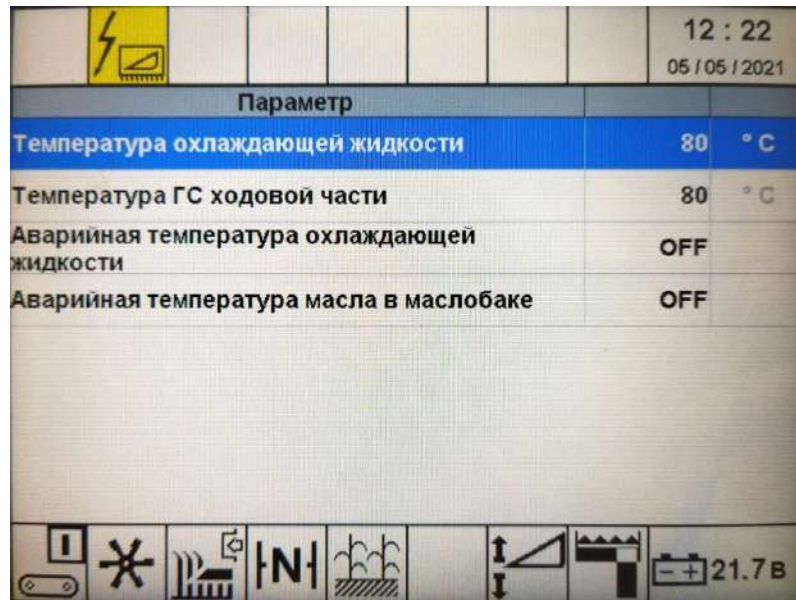 12 : 22
05 / 05 / 2021
Параметр
Температура охлаждающей жидкости 80 ° C
Температура ГС ходовой части 80 ° C
Аварийная температура охлаждающей
жидкости OFF
Аварийная температура масла в маслобаке OFF
I N 21.7 В